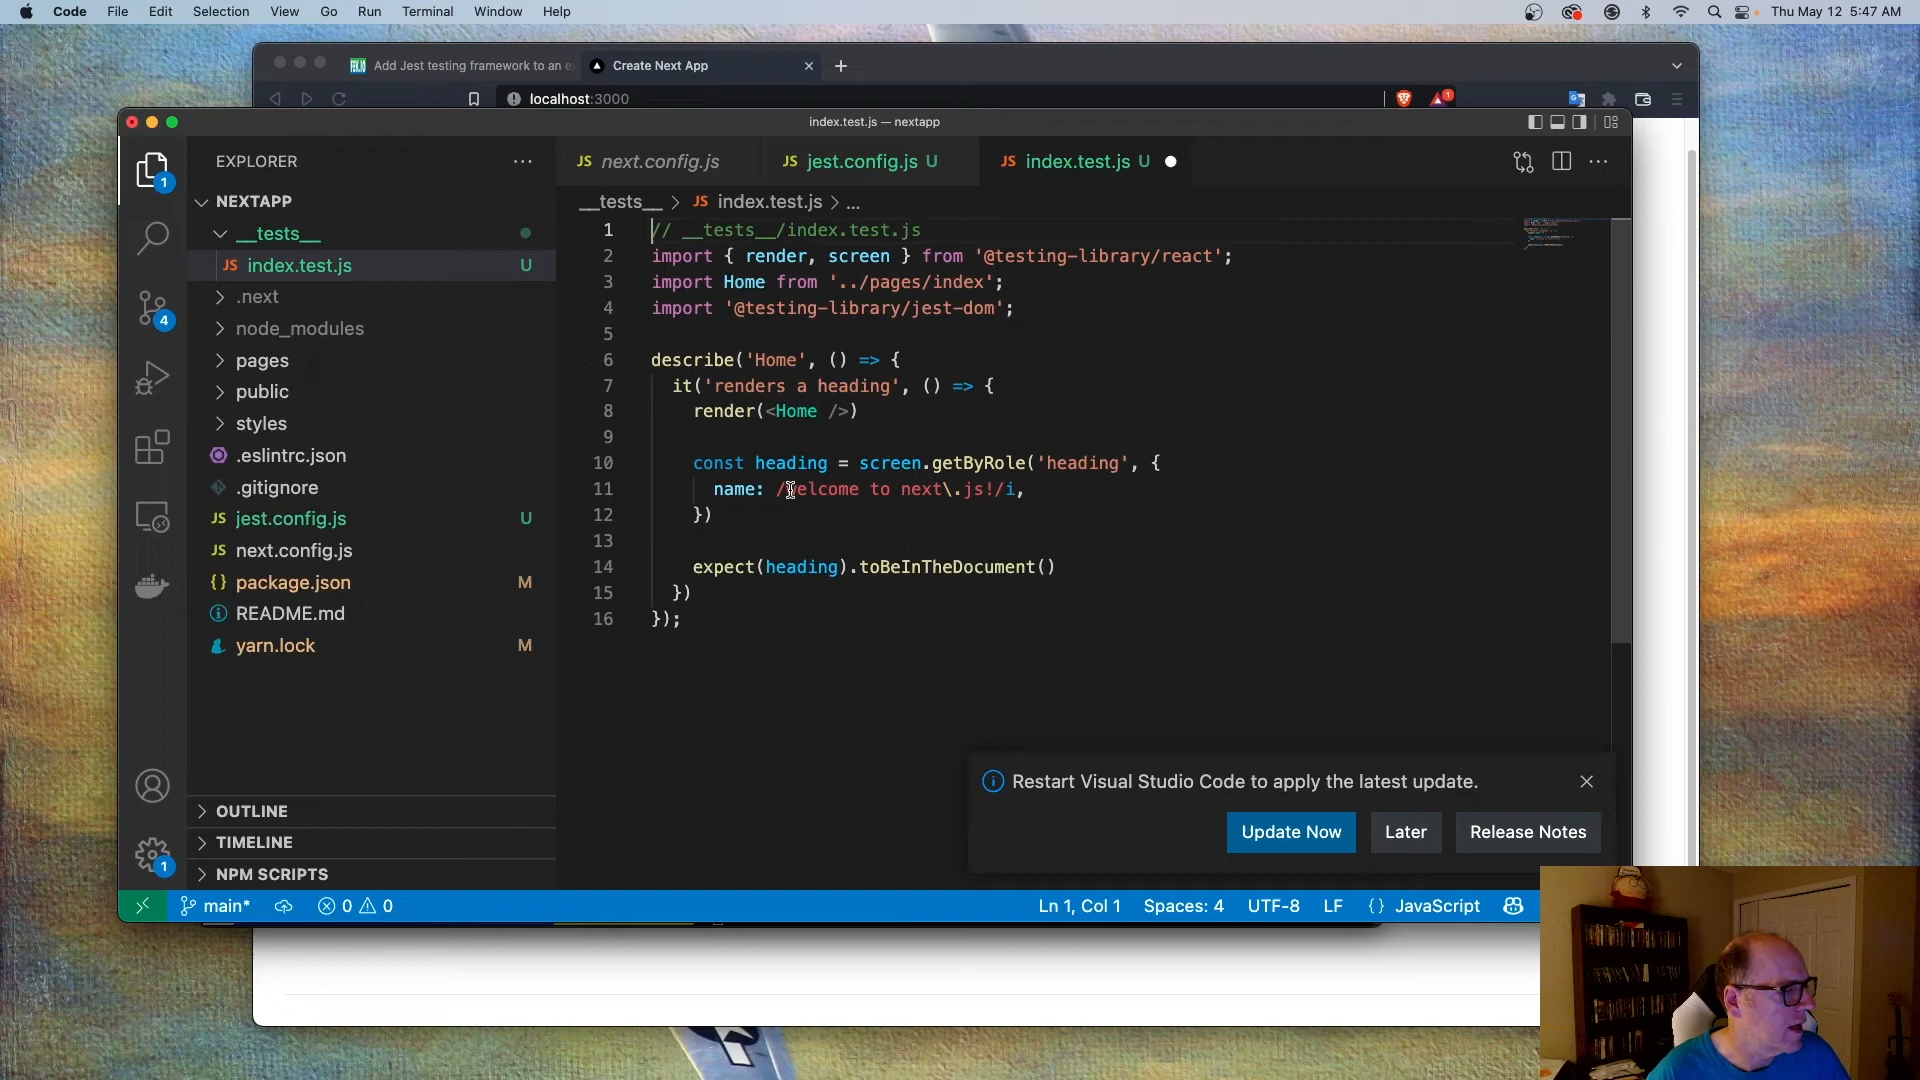 Code File Edit Selection View Go Run Terminal Window Help
Thu May 12 5:47 AM
Add Jest testing framework to an e
Create Next App
localhost:3000
1
index.test.js — nextapp
EXPLORER
JS next.config.js
JS jest.config.js U
JS index.test.js U
1
NEXTAPP
__tests__ > JS index.test.js > ...
__tests__
JS index.test.js U
.next
node_modules
4
pages
public
styles
.eslintrc.json
.gitignore
JS jest.config.js U
JS next.config.js
{} package.json M
README.md
yarn.lock M
OUTLINE
TIMELINE
NPM SCRIPTS
1
1 // __tests__/index.test.js
2 import { render, screen } from '@testing-library/react';
3 import Home from '../pages/index';
4 import '@testing-library/jest-dom';
5
6 describe('Home', () => {
7 it('renders a heading', () => {
8 render(<Home />)
9
10 const heading = screen.getByRole('heading', {
11 name: /welcome to next\.js!/i,
12 })
13
14 expect(heading).toBeInTheDocument()
15 })
16 });
Restart Visual Studio Code to apply the latest update.
Update Now Later Release Notes
main* 0 0
Ln 1, Col 1 Spaces: 4 UTF-8 LF {} JavaScript